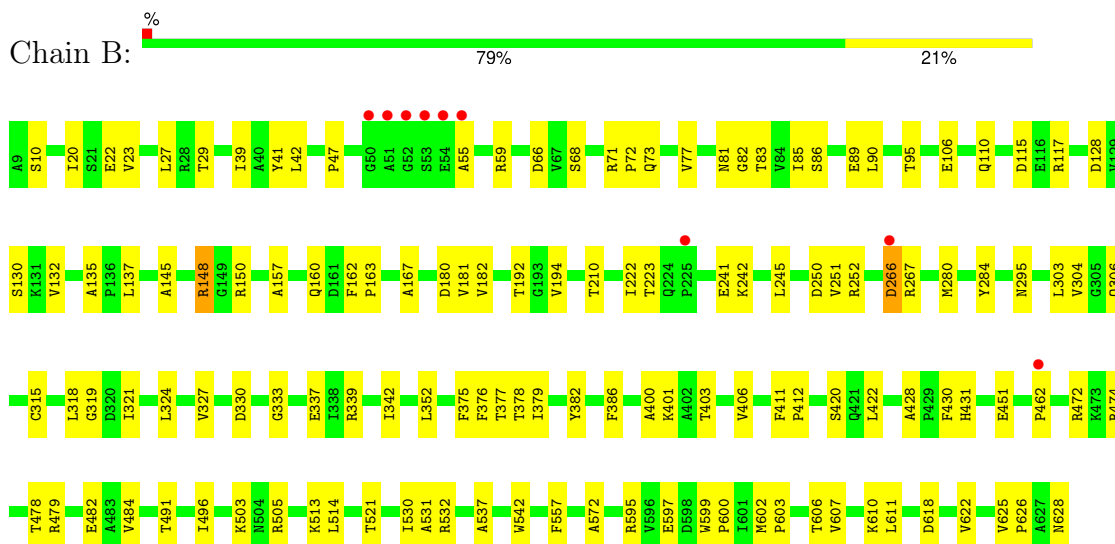 %
Chain B:
79% 21%
A9 S10 I20 S21 E22 V23 L27 R28 T29 I39 A40 Y41 L42 P47 G50 A51 G52 S53 E54 A55 R59 D66 V67 S68 R71 P72 Q73 V77 N81 G82 T83 V84 I85 S86 E89 L90 T95 E106 Q110 D115 E116 R117 D128 V129
S130 K131 V132 A135 P136 L137 A145 R148 G149 R150 A157 Q160 D161 F162 P163 A167 D180 V181 V182 T192 G193 V194 T210 I222 T223 Q224 P225 E241 K242 L245 D250 V251 R252 D266 R267 M280 Y284 N295 L303 V304 G305
C315 L318 G319 D320 I321 L324 V327 D330 G333 E337 I338 R339 I342 L352 F375 F376 T377 T378 I379 Y382 F386 A400 K401 A402 T403 V406 F411 P412 S420 Q421 L422 A428 P429 F430 H431 E451 P462 R472 K473
T478 R479 E482 A483 V484 T491 I496 K503 N504 R505 K513 L514 T521 I530 A531 R532 A537 W542 F557 A572 R595 V596 E597 D598 W599 P600 I601 M602 P603 T606 V607 K610 L611 D618 V622 V625 P626 A627 N628